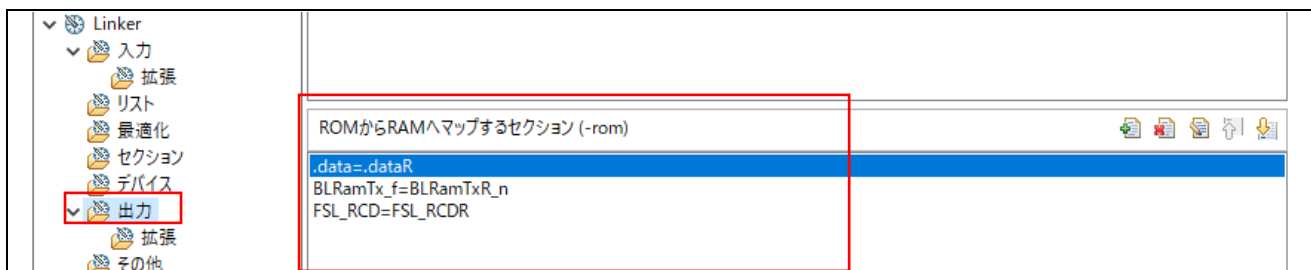 Linker
入力
拡張
リスト
最適化
セクション
デバイス
出力
拡張
その他
ROMからRAMへマップするセクション (-rom)
.data=.dataR
BLRamTx_f=BLRamTxR_n
FSL_RCD=FSL_RCDR